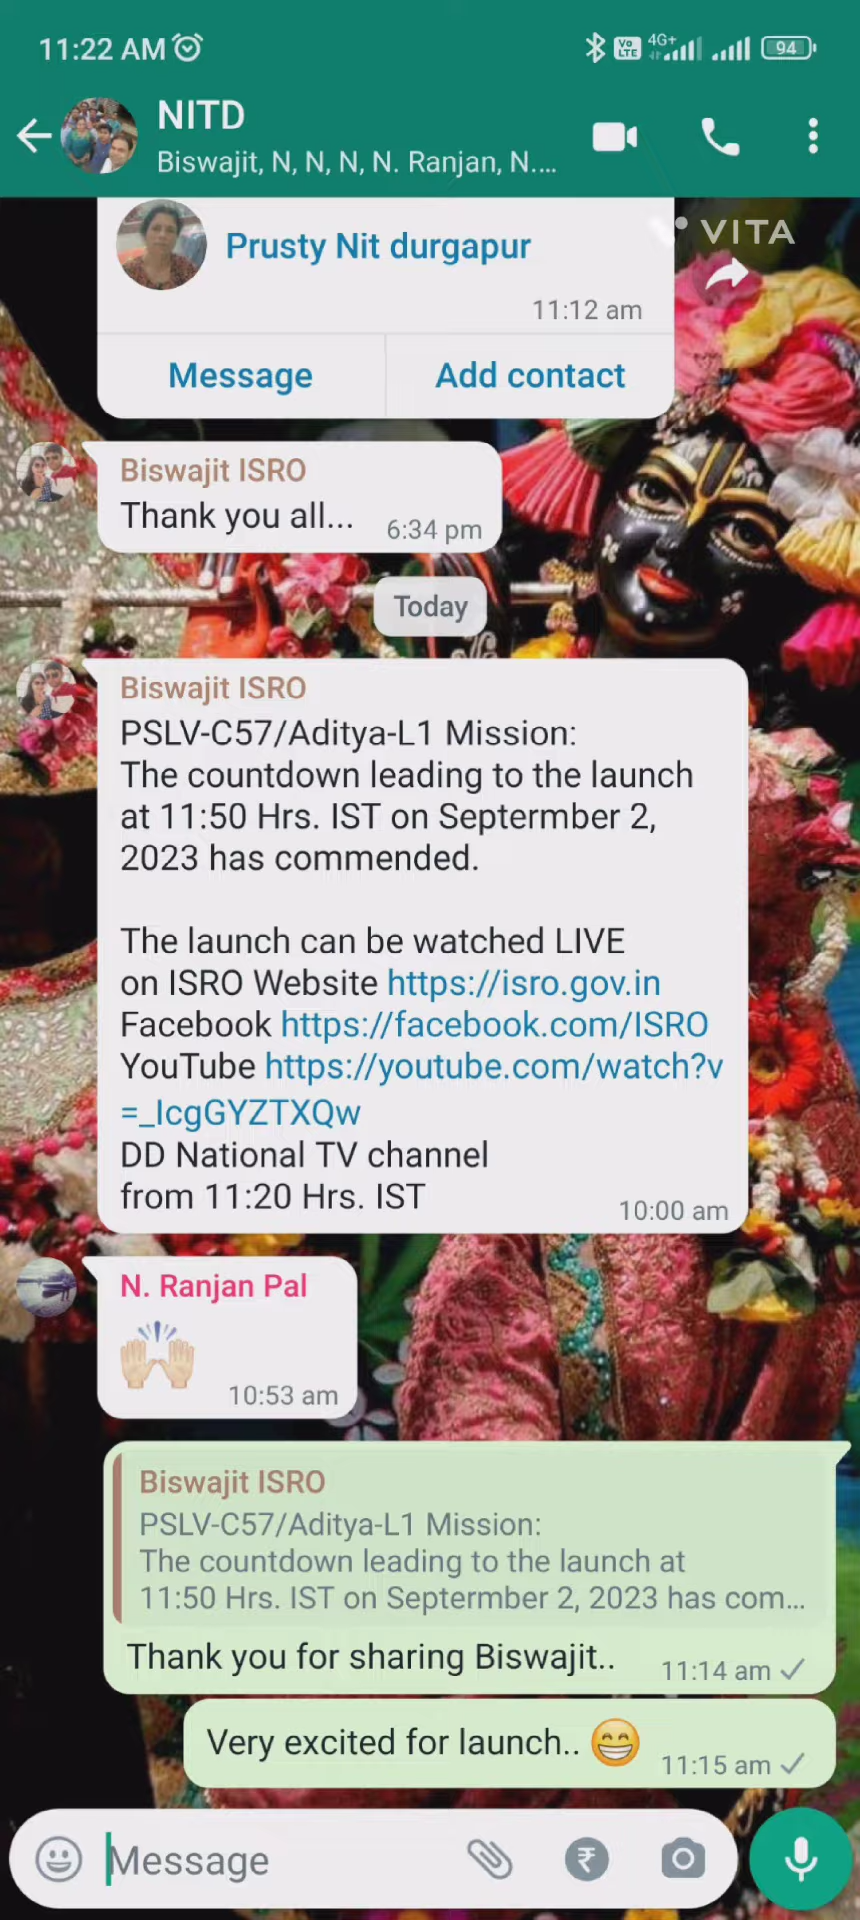 11:22 AM
Vo LTE 4G+ 94
NITD
Biswajit, N, N, N, N. Ranjan, N....
VITA
Prusty Nit durgapur
11:12 am
Message Add contact
Biswajit ISRO
Thank you all... 6:34 pm
Today
Biswajit ISRO
PSLV-C57/Aditya-L1 Mission:
The countdown leading to the launch
at 11:50 Hrs. IST on Septermber 2,
2023 has commended.
The launch can be watched LIVE
on ISRO Website https://isro.gov.in
Facebook https://facebook.com/ISRO
YouTube https://youtube.com/watch?v
=_IcgGYZTXQw
DD National TV channel
from 11:20 Hrs. IST
10:00 am
N. Ranjan Pal
10:53 am
Biswajit ISRO
PSLV-C57/Aditya-L1 Mission:
The countdown leading to the launch at
11:50 Hrs. IST on Septermber 2, 2023 has com...
Thank you for sharing Biswajit.. 11:14 am
Very excited for launch.. 😁 11:15 am
Message ₹